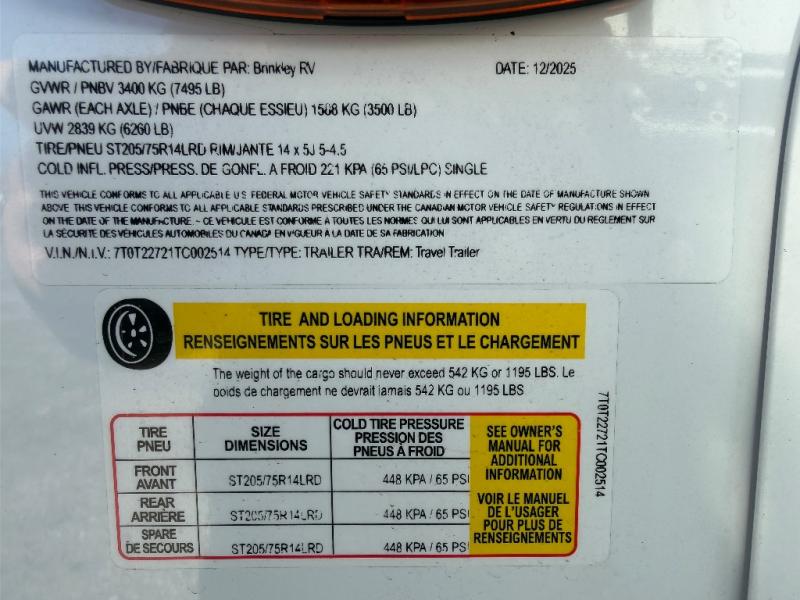 MANUFACTURED BY/FABRIQUE PAR: Brinkley RV DATE: 12/2025
GVWR / PNBV 3400 KG (7495 LB)
GAWR (EACH AXLE) / PNBE (CHAQUE ESSIEU) 1588 KG (3500 LB)
UVW 2839 KG (6260 LB)
TIRE/PNEU ST205/75R14LRD RIM/JANTE 14 x 5J 5-4.5
COLD INFL. PRESS/PRESS. DE GONFL. A FROID 221 KPA (65 PSI/LPC) SINGLE
THIS VEHICLE CONFORMS TO ALL APPLICABLE U.S. FEDERAL MOTOR VEHICLE SAFETY STANDARDS IN EFFECT ON THE DATE OF MANUFACTURE SHOWN
ABOVE. THIS VEHICLE CONFORMS TO ALL APPLICABLE STANDARDS PRESCRIBED UNDER THE CANADIAN MOTOR VEHICLE SAFETY REGULATIONS IN EFFECT
ON THE DATE OF THE MANUFACTURE. - CE VEHICULE EST CONFORME A TOUTES LES NORMES QUI LUI SONT APPLICABLES EN VERTU DU REGLEMENT SUR
LA SÉCURITE DES VEHICULES AUTOMOBILES DU CANADA EN VIGUEUR A LA DATE DE SA FABRICATION
V.I.N./N.I.V.: 7T0T22721TC002514 TYPE/TYPE: TRAILER TRA/REM: Travel Trailer
TIRE AND LOADING INFORMATION
RENSEIGNEMENTS SUR LES PNEUS ET LE CHARGEMENT
The weight of the cargo should never exceed 542 KG or 1195 LBS. Le
poids de chargement ne devrait jamais 542 KG ou 1195 LBS
TIRE
PNEU
SIZE
DIMENSIONS
COLD TIRE PRESSURE
PRESSION DES
PNEUS À FROID
FRONT
AVANT
ST205/75R14LRD
448 KPA / 65 PSI
REAR
ARRIÈRE
ST205/75R14LRD
448 KPA / 65 PSI
SPARE
DE SECOURS
ST205/75R14LRD
448 KPA / 65 PSI
SEE OWNER'S
MANUAL FOR
ADDITIONAL
INFORMATION
VOIR LE MANUEL
DE L'USAGER
POUR PLUS DE
RENSEIGNEMENTS
7T0T22721TC002514